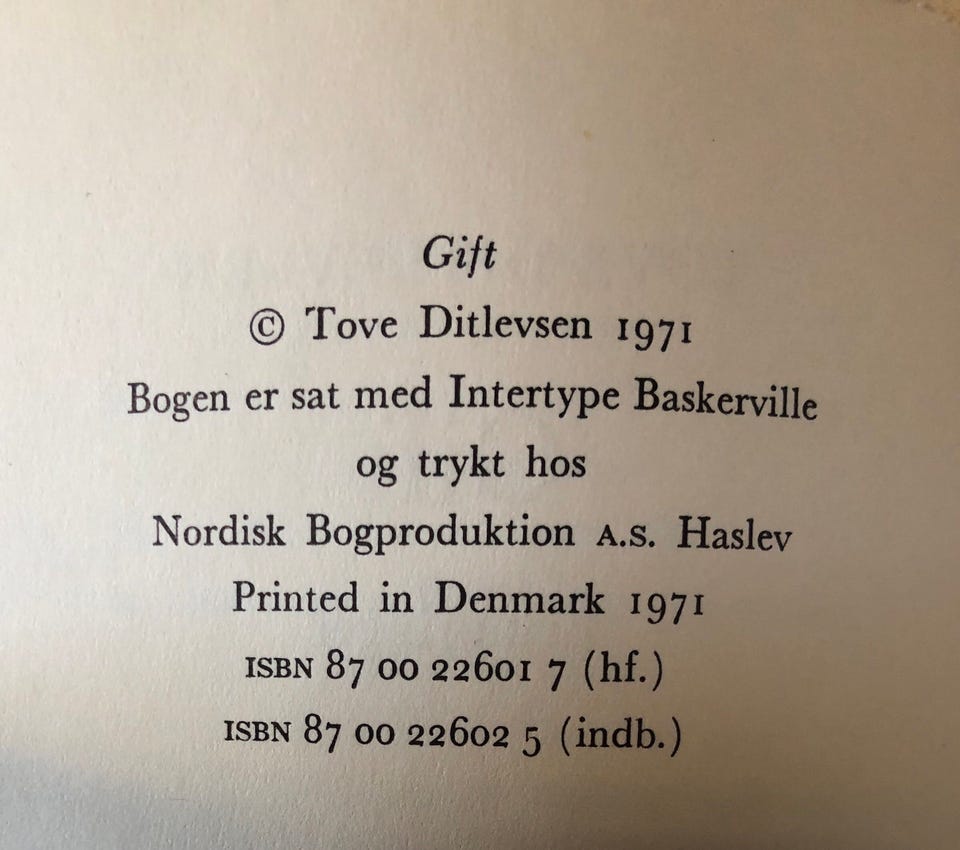 Gift
© Tove Ditlevsen 1971
Bogen er sat med Intertype Baskerville
og trykt hos
Nordisk Bogproduktion A.S. Haslev
Printed in Denmark 1971
ISBN 87 00 22601 7 (hf.)
ISBN 87 00 22602 5 (indb.)